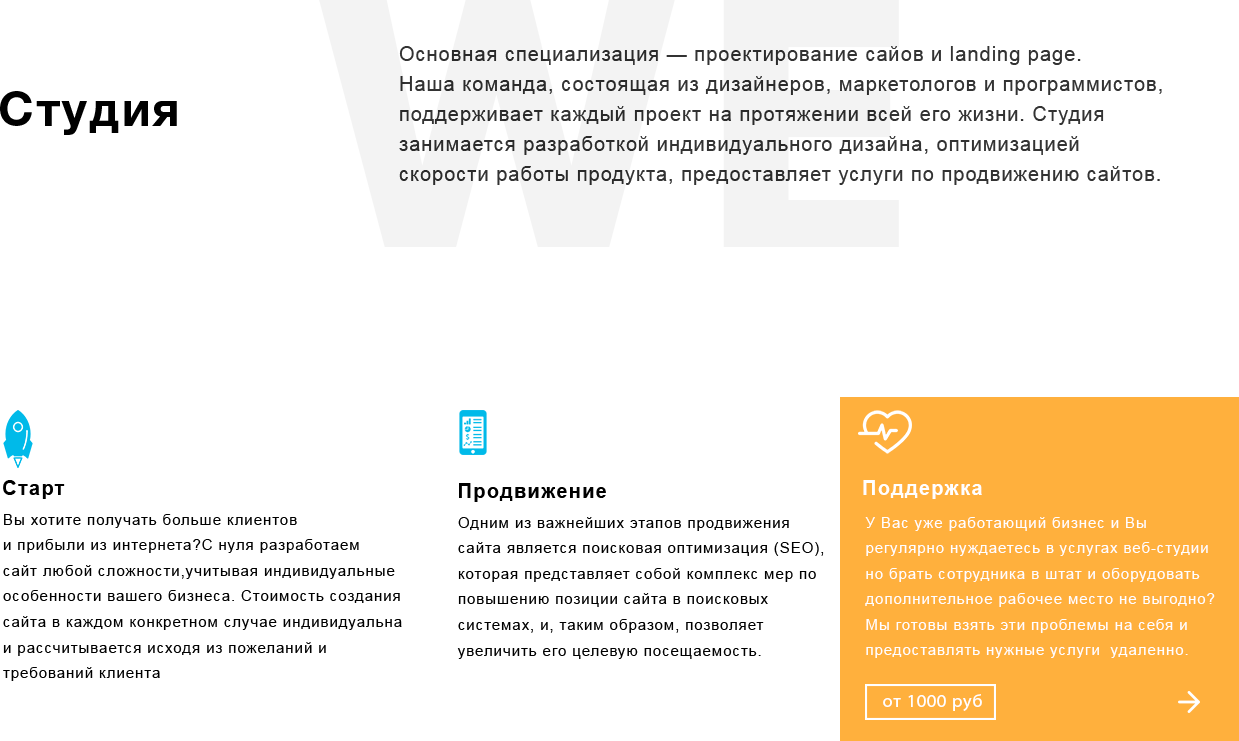 WE
Студия
Основная специализация — проектирование сайов и landing page.
Наша команда, состоящая из дизайнеров, маркетологов и программистов,
поддерживает каждый проект на протяжении всей его жизни. Студия
занимается разработкой индивидуального дизайна, оптимизацией
скорости работы продукта, предоставляет услуги по продвижению сайтов.
Старт
Вы хотите получать больше клиентов
и прибыли из интернета?С нуля разработаем
сайт любой сложности,учитывая индивидуальные
особенности вашего бизнеса. Стоимость создания
сайта в каждом конкретном случае индивидуальна
и рассчитывается исходя из пожеланий и
требований клиента
Продвижение
Одним из важнейших этапов продвижения
сайта является поисковая оптимизация (SEO),
которая представляет собой комплекс мер по
повышению позиции сайта в поисковых
системах, и, таким образом, позволяет
увеличить его целевую посещаемость.
Поддержка
У Вас уже работающий бизнес и Вы
регулярно нуждаетесь в услугах веб-студии
но брать сотрудника в штат и оборудовать
дополнительное рабочее место не выгодно?
Мы готовы взять эти проблемы на себя и
предоставлять нужные услуги  удаленно.
от 1000 руб